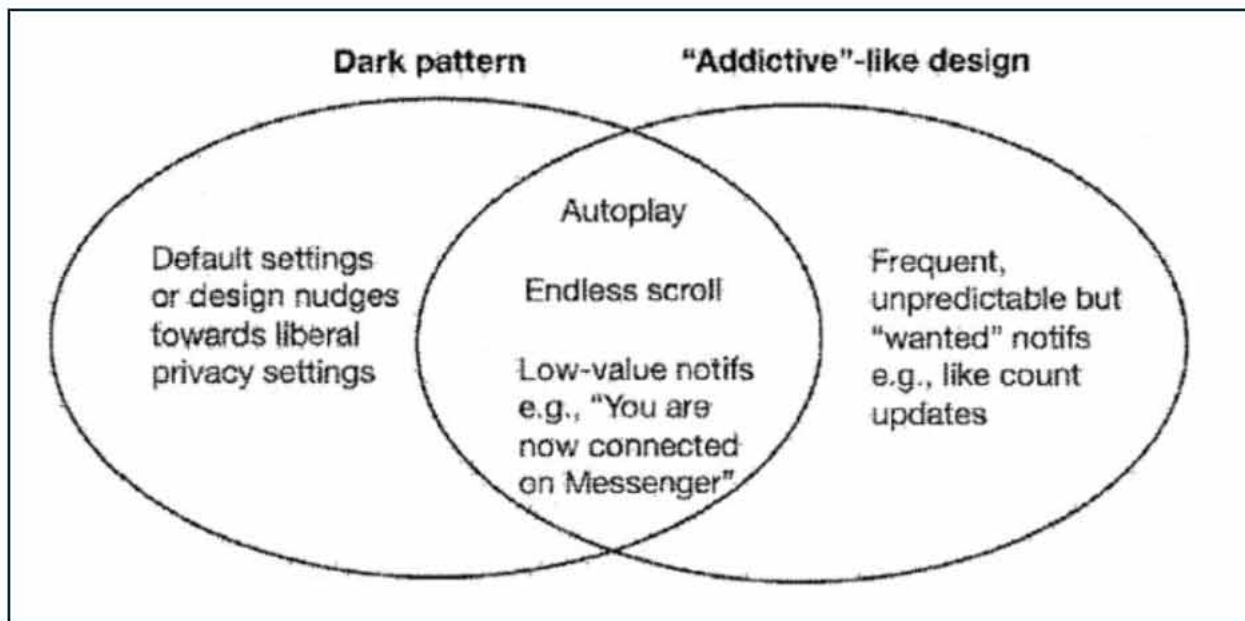 Dark pattern
“Addictive”-like design
Default settings
or design nudges
towards liberal
privacy settings
Autoplay
Endless scroll
Low-value notifs
e.g., “You are
now connected
on Messenger”
Frequent,
unpredictable but
“wanted” notifs
e.g., like count
updates